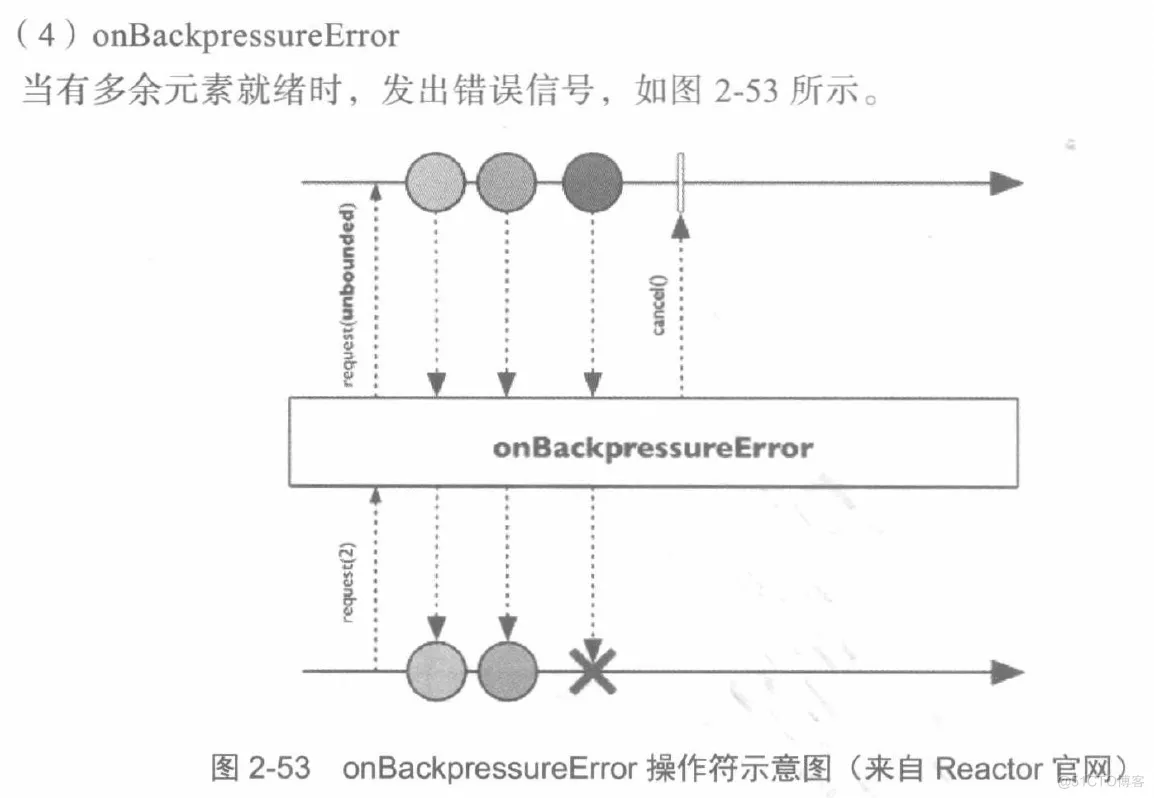 （4）onBackpressureError
当有多余元素就绪时，发出错误信号，如图 2-53 所示。
request(unbounded)
cancel()
onBackpressureError
request(2)
图 2-53 onBackpressureError 操作符示意图（来自 Reactor 官网）
@51CTO博客